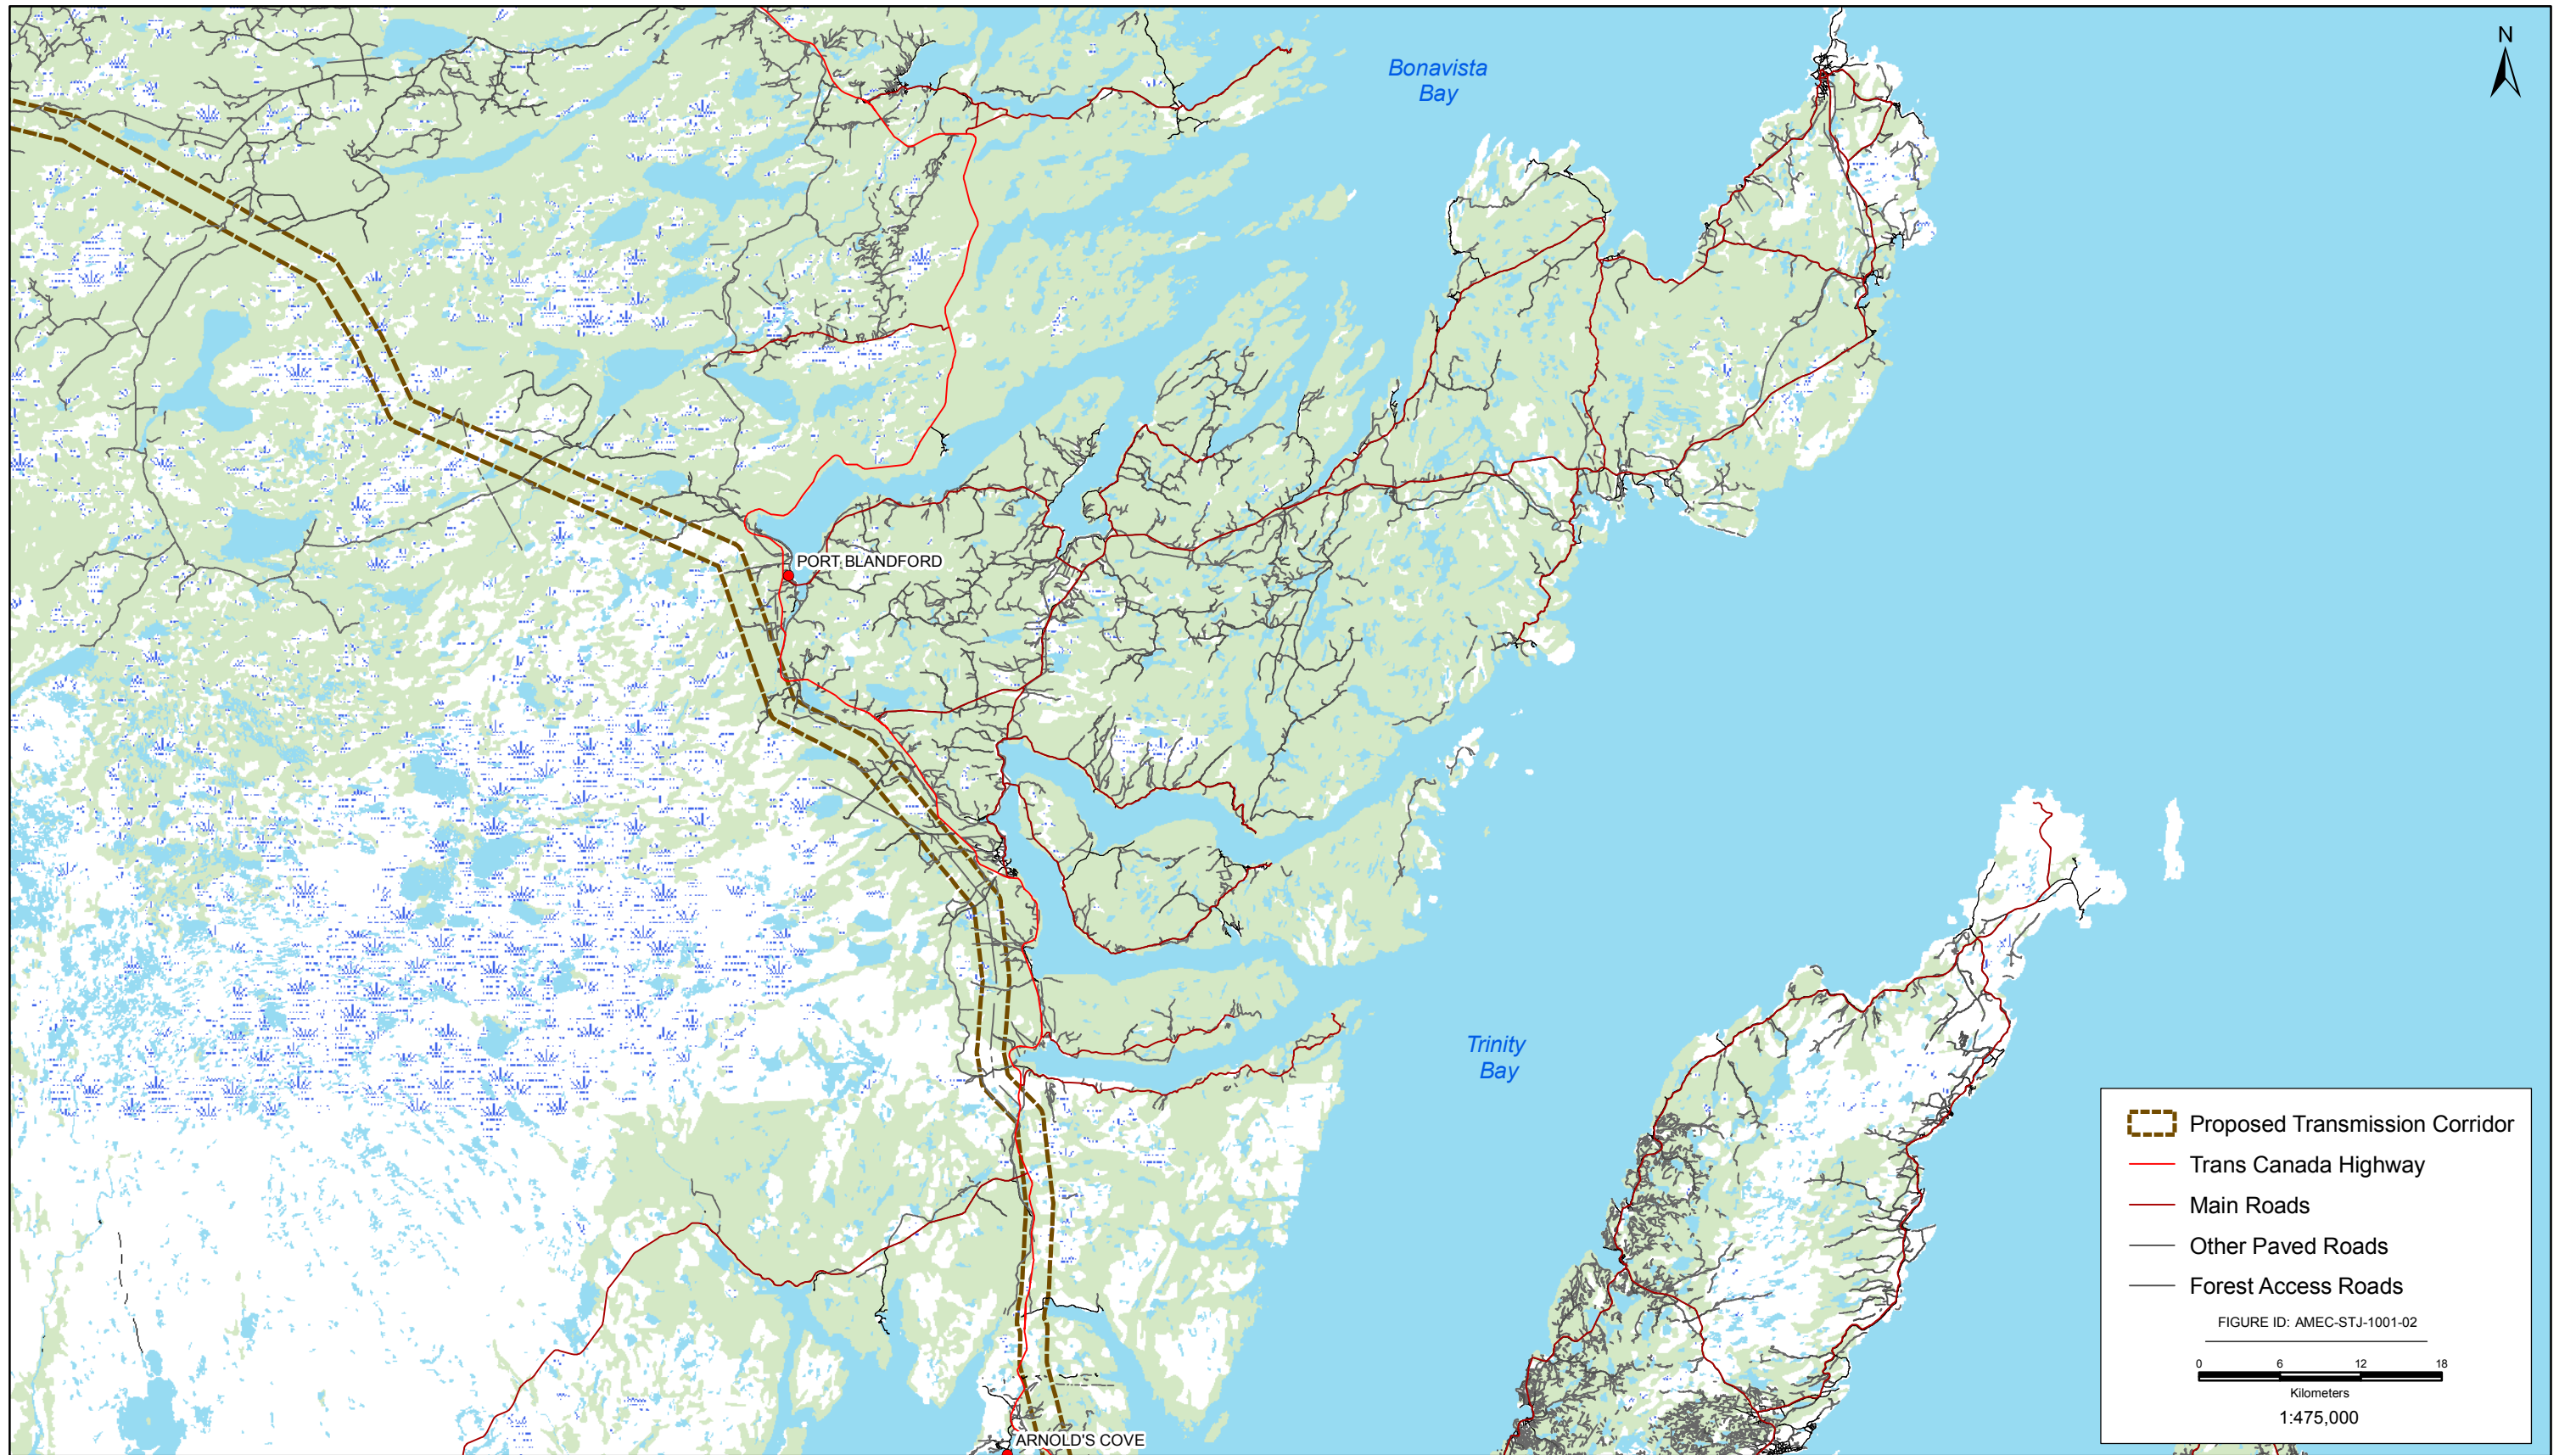 N
Bonavista
Bay
PORT BLANDFORD
Trinity
Bay
ARNOLD'S COVE
Proposed Transmission Corridor
Trans Canada Highway
Main Roads
Other Paved Roads
Forest Access Roads
FIGURE ID: AMEC-STJ-1001-02
0 6 12 18
Kilometers
1:475,000